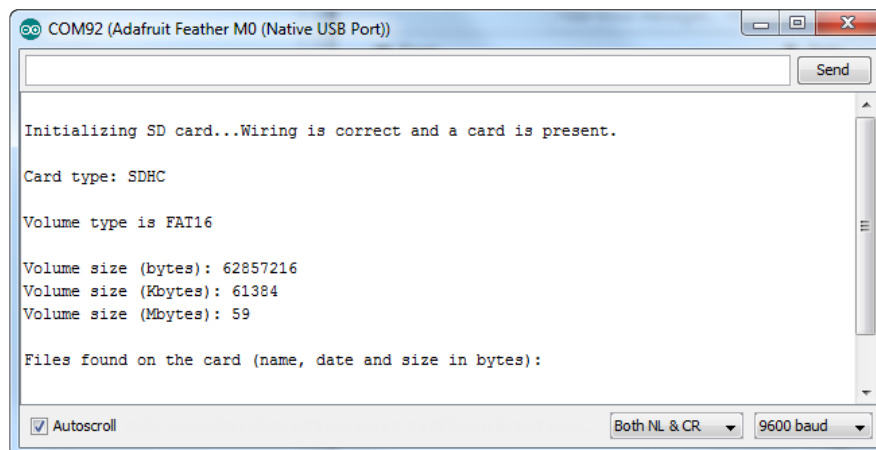 COM92 (Adafruit Feather M0 (Native USB Port))
Send
Initializing SD card...Wiring is correct and a card is present.
Card type: SDHC
Volume type is FAT16
Volume size (bytes): 62857216
Volume size (Kbytes): 61384
Volume size (Mbytes): 59
Files found on the card (name, date and size in bytes):
Autoscroll Both NL & CR 9600 baud